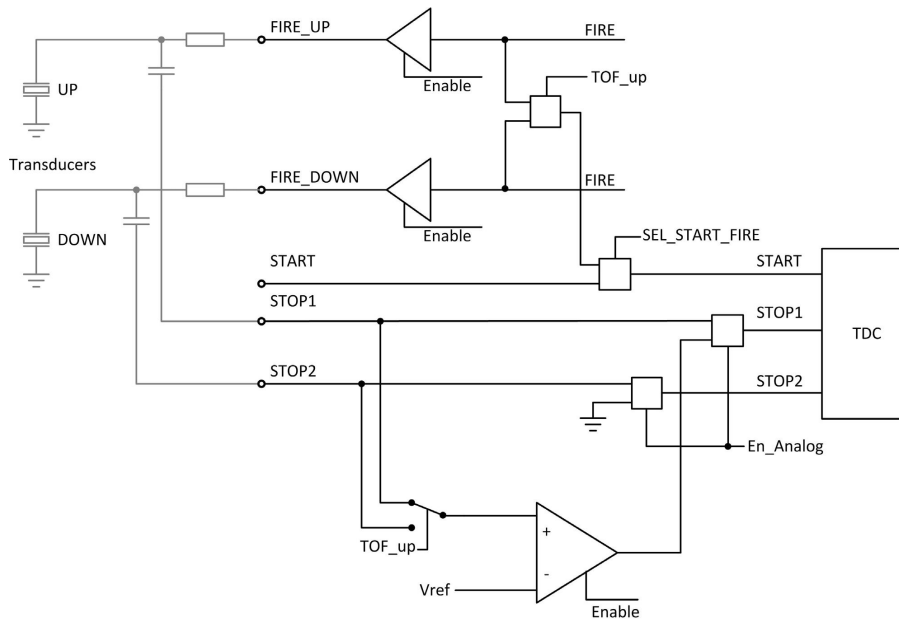 FIRE_UP
FIRE
Enable
TOF_up
UP
Transducers
FIRE_DOWN
FIRE
Enable
DOWN
SEL_START_FIRE
START
START
STOP1
STOP1
TDC
STOP2
STOP2
En_Analog
TOF_up
+
-
Vref
Enable